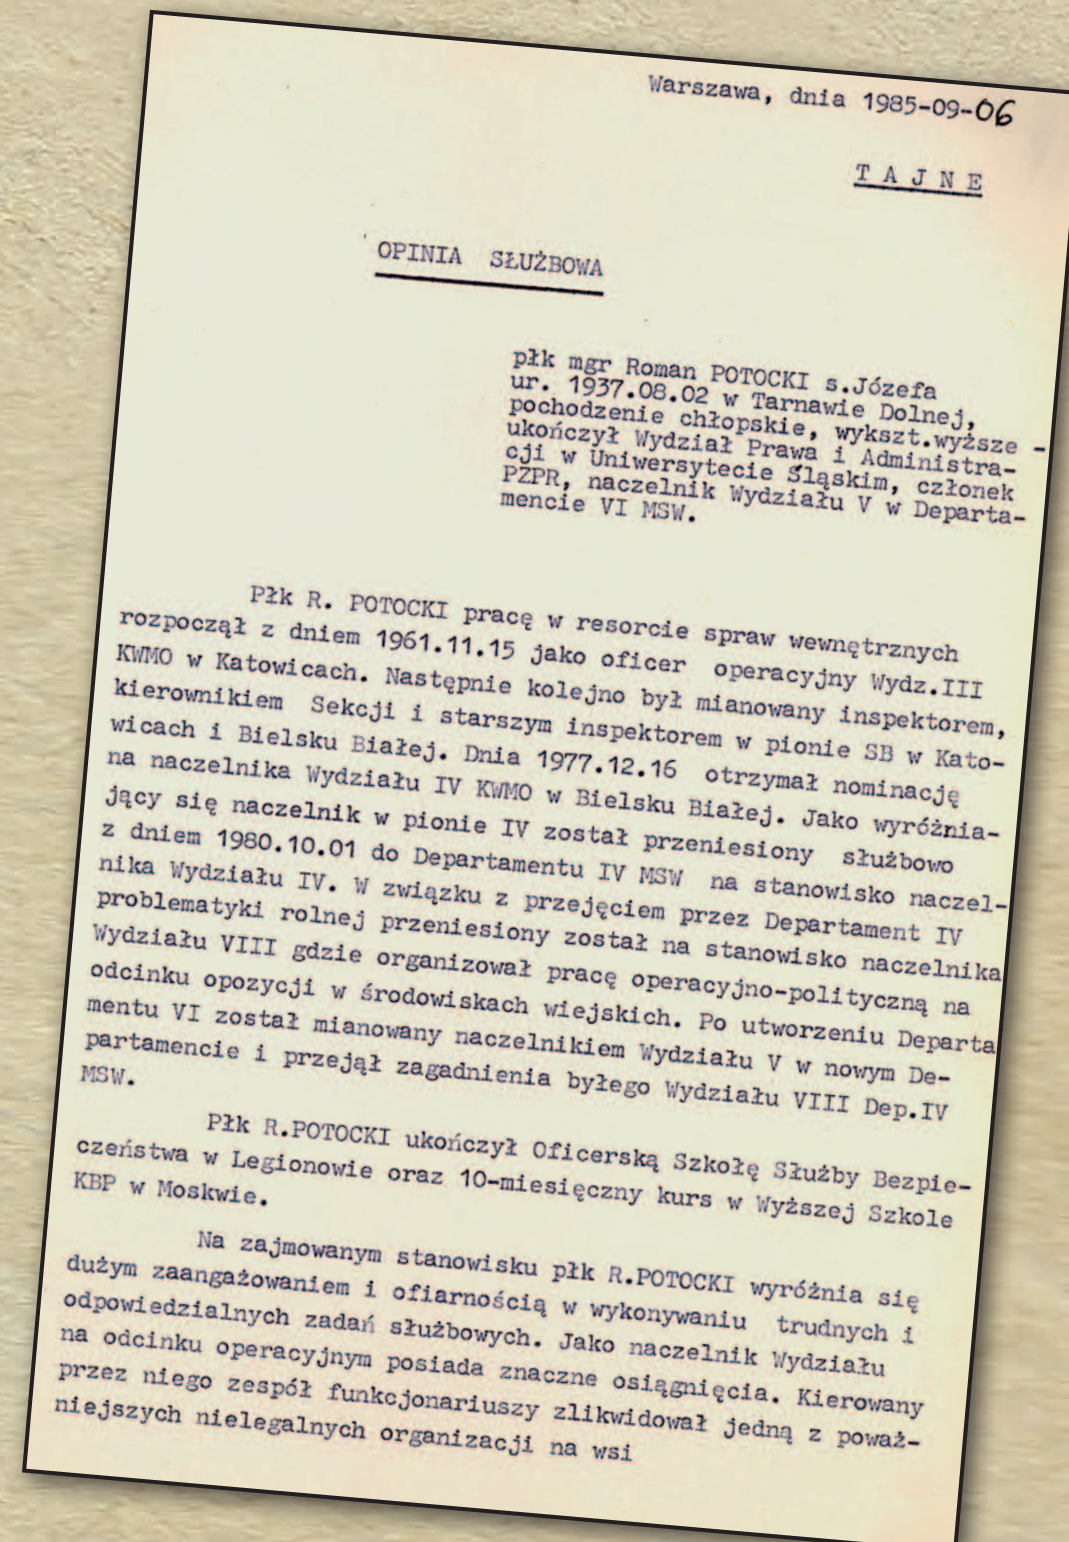 Warszawa, dnia 1985-09-06
T A J N E
OPINIA SŁUŻBOWA
płk mgr Roman POTOCKI s.Józefa
ur. 1937.08.02 w Tarnawie Dolnej,
pochodzenie chłopskie, wykszt.wyższe -
ukończył Wydział Prawa i Administra-
cji w Uniwersytecie Śląskim, członek
PZPR, naczelnik Wydziału V w Departa-
mencie VI MSW.
Płk R. POTOCKI pracę w resorcie spraw wewnętrznych
rozpoczął z dniem 1961.11.15 jako oficer operacyjny Wydz.III
KWMO w Katowicach. Następnie kolejno był mianowany inspektorem,
kierownikiem Sekcji i starszym inspektorem w pionie SB w Kato-
wicach i Bielsku Białej. Dnia 1977.12.16 otrzymał nominację
na naczelnika Wydziału IV KWMO w Bielsku Białej. Jako wyróżnia-
jący się naczelnik w pionie IV został przeniesiony służbowo
z dniem 1980.10.01 do Departamentu IV MSW na stanowisko naczel-
nika Wydziału IV. W związku z przejęciem przez Departament IV
problematyki rolnej przeniesiony został na stanowisko naczelnika
Wydziału VIII gdzie organizował pracę operacyjno-polityczną na
odcinku opozycji w środowiskach wiejskich. Po utworzeniu Departa
mentu VI został mianowany naczelnikiem Wydziału V w nowym De-
partamencie i przejął zagadnienia byłego Wydziału VIII Dep.IV
MSW.
Płk R.POTOCKI ukończył Oficerską Szkołę Służby Bezpie-
czeństwa w Legionowie oraz 10-miesięczny kurs w Wyższej Szkole
KBP w Moskwie.
Na zajmowanym stanowisku płk R.POTOCKI wyróżnia się
dużym zaangażowaniem i ofiarnością w wykonywaniu trudnych i
odpowiedzialnych zadań służbowych. Jako naczelnik Wydziału
na odcinku operacyjnym posiada znaczne osiągnięcia. Kierowany
przez niego zespół funkcjonariuszy zlikwidował jedną z poważ-
niejszych nielegalnych organizacji na wsi